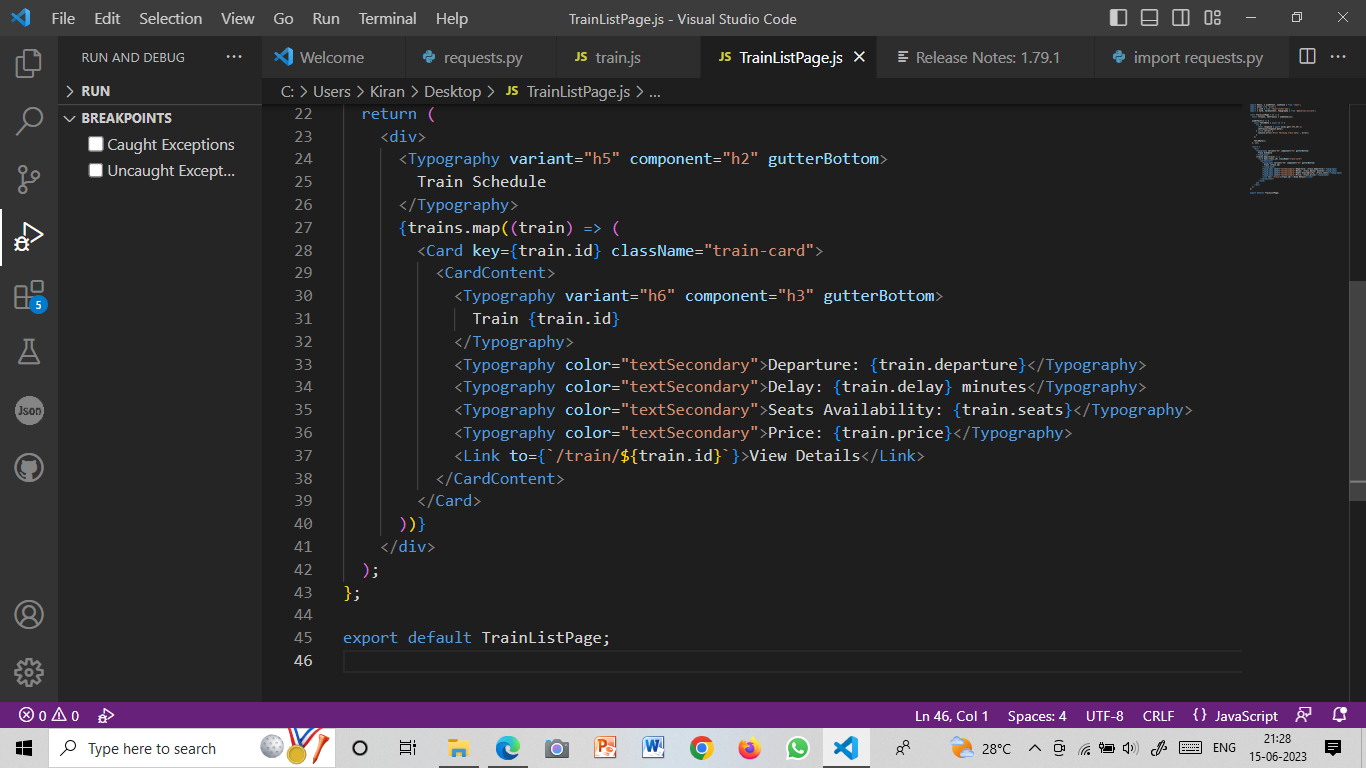 File Edit Selection View Go Run Terminal Help TrainListPage.js - Visual Studio Code
RUN AND DEBUG ··· Welcome requests.py JS train.js JS TrainListPage.js Release Notes: 1.79.1 import requests.py ···
RUN
C: > Users > Kiran > Desktop > JS TrainListPage.js > ...
BREAKPOINTS
Caught Exceptions
Uncaught Except...
22 return (
23 <div>
24 <Typography variant="h5" component="h2" gutterBottom>
25 Train Schedule
26 </Typography>
27 {trains.map((train) => (
28 <Card key={train.id} className="train-card">
29 <CardContent>
30 <Typography variant="h6" component="h3" gutterBottom>
31 Train {train.id}
32 </Typography>
33 <Typography color="textSecondary">Departure: {train.departure}</Typography>
34 <Typography color="textSecondary">Delay: {train.delay} minutes</Typography>
35 <Typography color="textSecondary">Seats Availability: {train.seats}</Typography>
36 <Typography color="textSecondary">Price: {train.price}</Typography>
37 <Link to={`/train/${train.id}`}>View Details</Link>
38 </CardContent>
39 </Card>
40 ))}
41 </div>
42 );
43 };
44
45 export default TrainListPage;
46
5
Json
0 0 Ln 46, Col 1 Spaces: 4 UTF-8 CRLF {} JavaScript
Type here to search 28°C ENG 21:28
15-06-2023